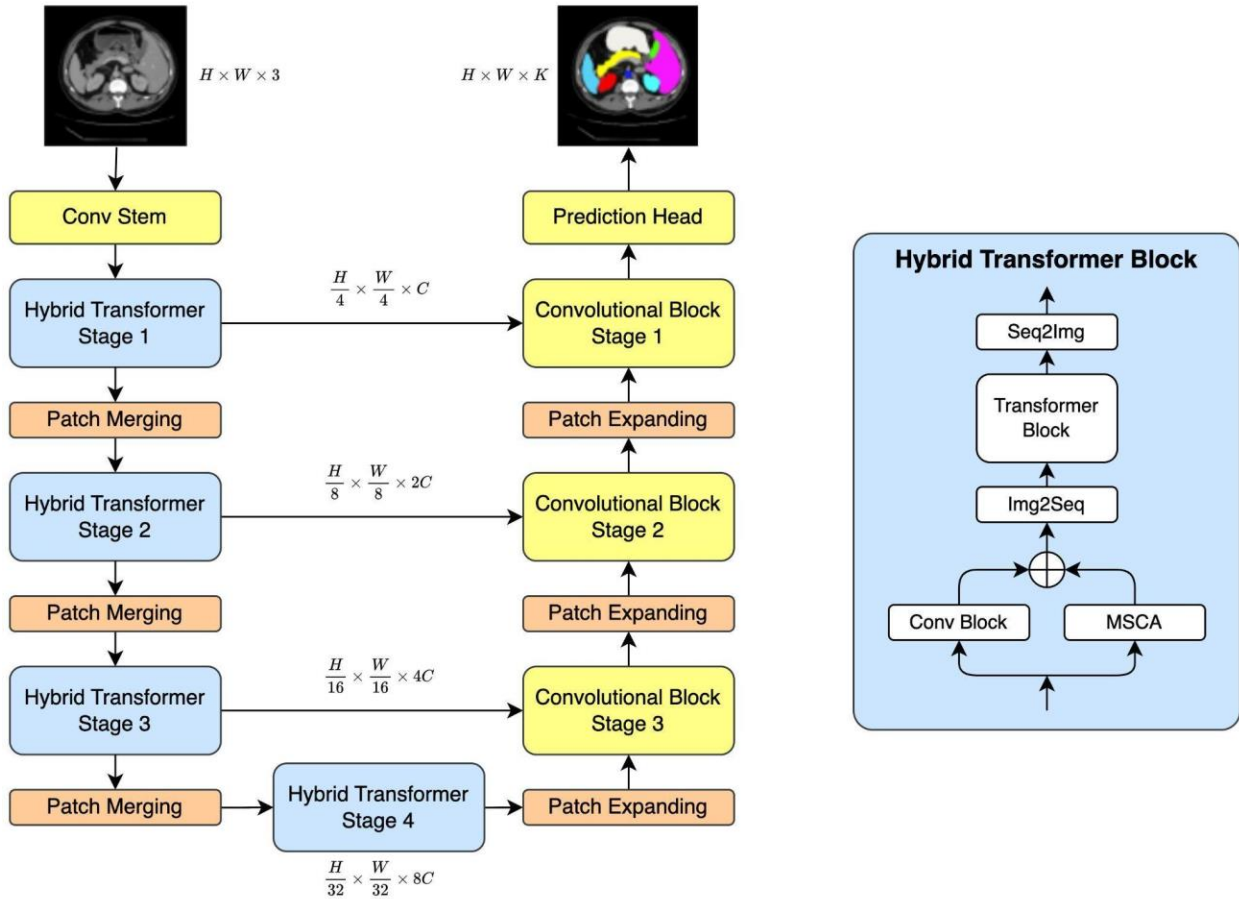 H × W × 3
H × W × K
Conv Stem
Prediction Head
Hybrid Transformer
Stage 1
H/4 × W/4 × C
Convolutional Block
Stage 1
Patch Merging
Patch Expanding
Hybrid Transformer
Stage 2
H/8 × W/8 × 2C
Convolutional Block
Stage 2
Patch Merging
Patch Expanding
Hybrid Transformer
Stage 3
H/16 × W/16 × 4C
Convolutional Block
Stage 3
Patch Merging
Hybrid Transformer
Stage 4
Patch Expanding
H/32 × W/32 × 8C
Hybrid Transformer Block
Seq2Img
Transformer
Block
Img2Seq
Conv Block
MSCA